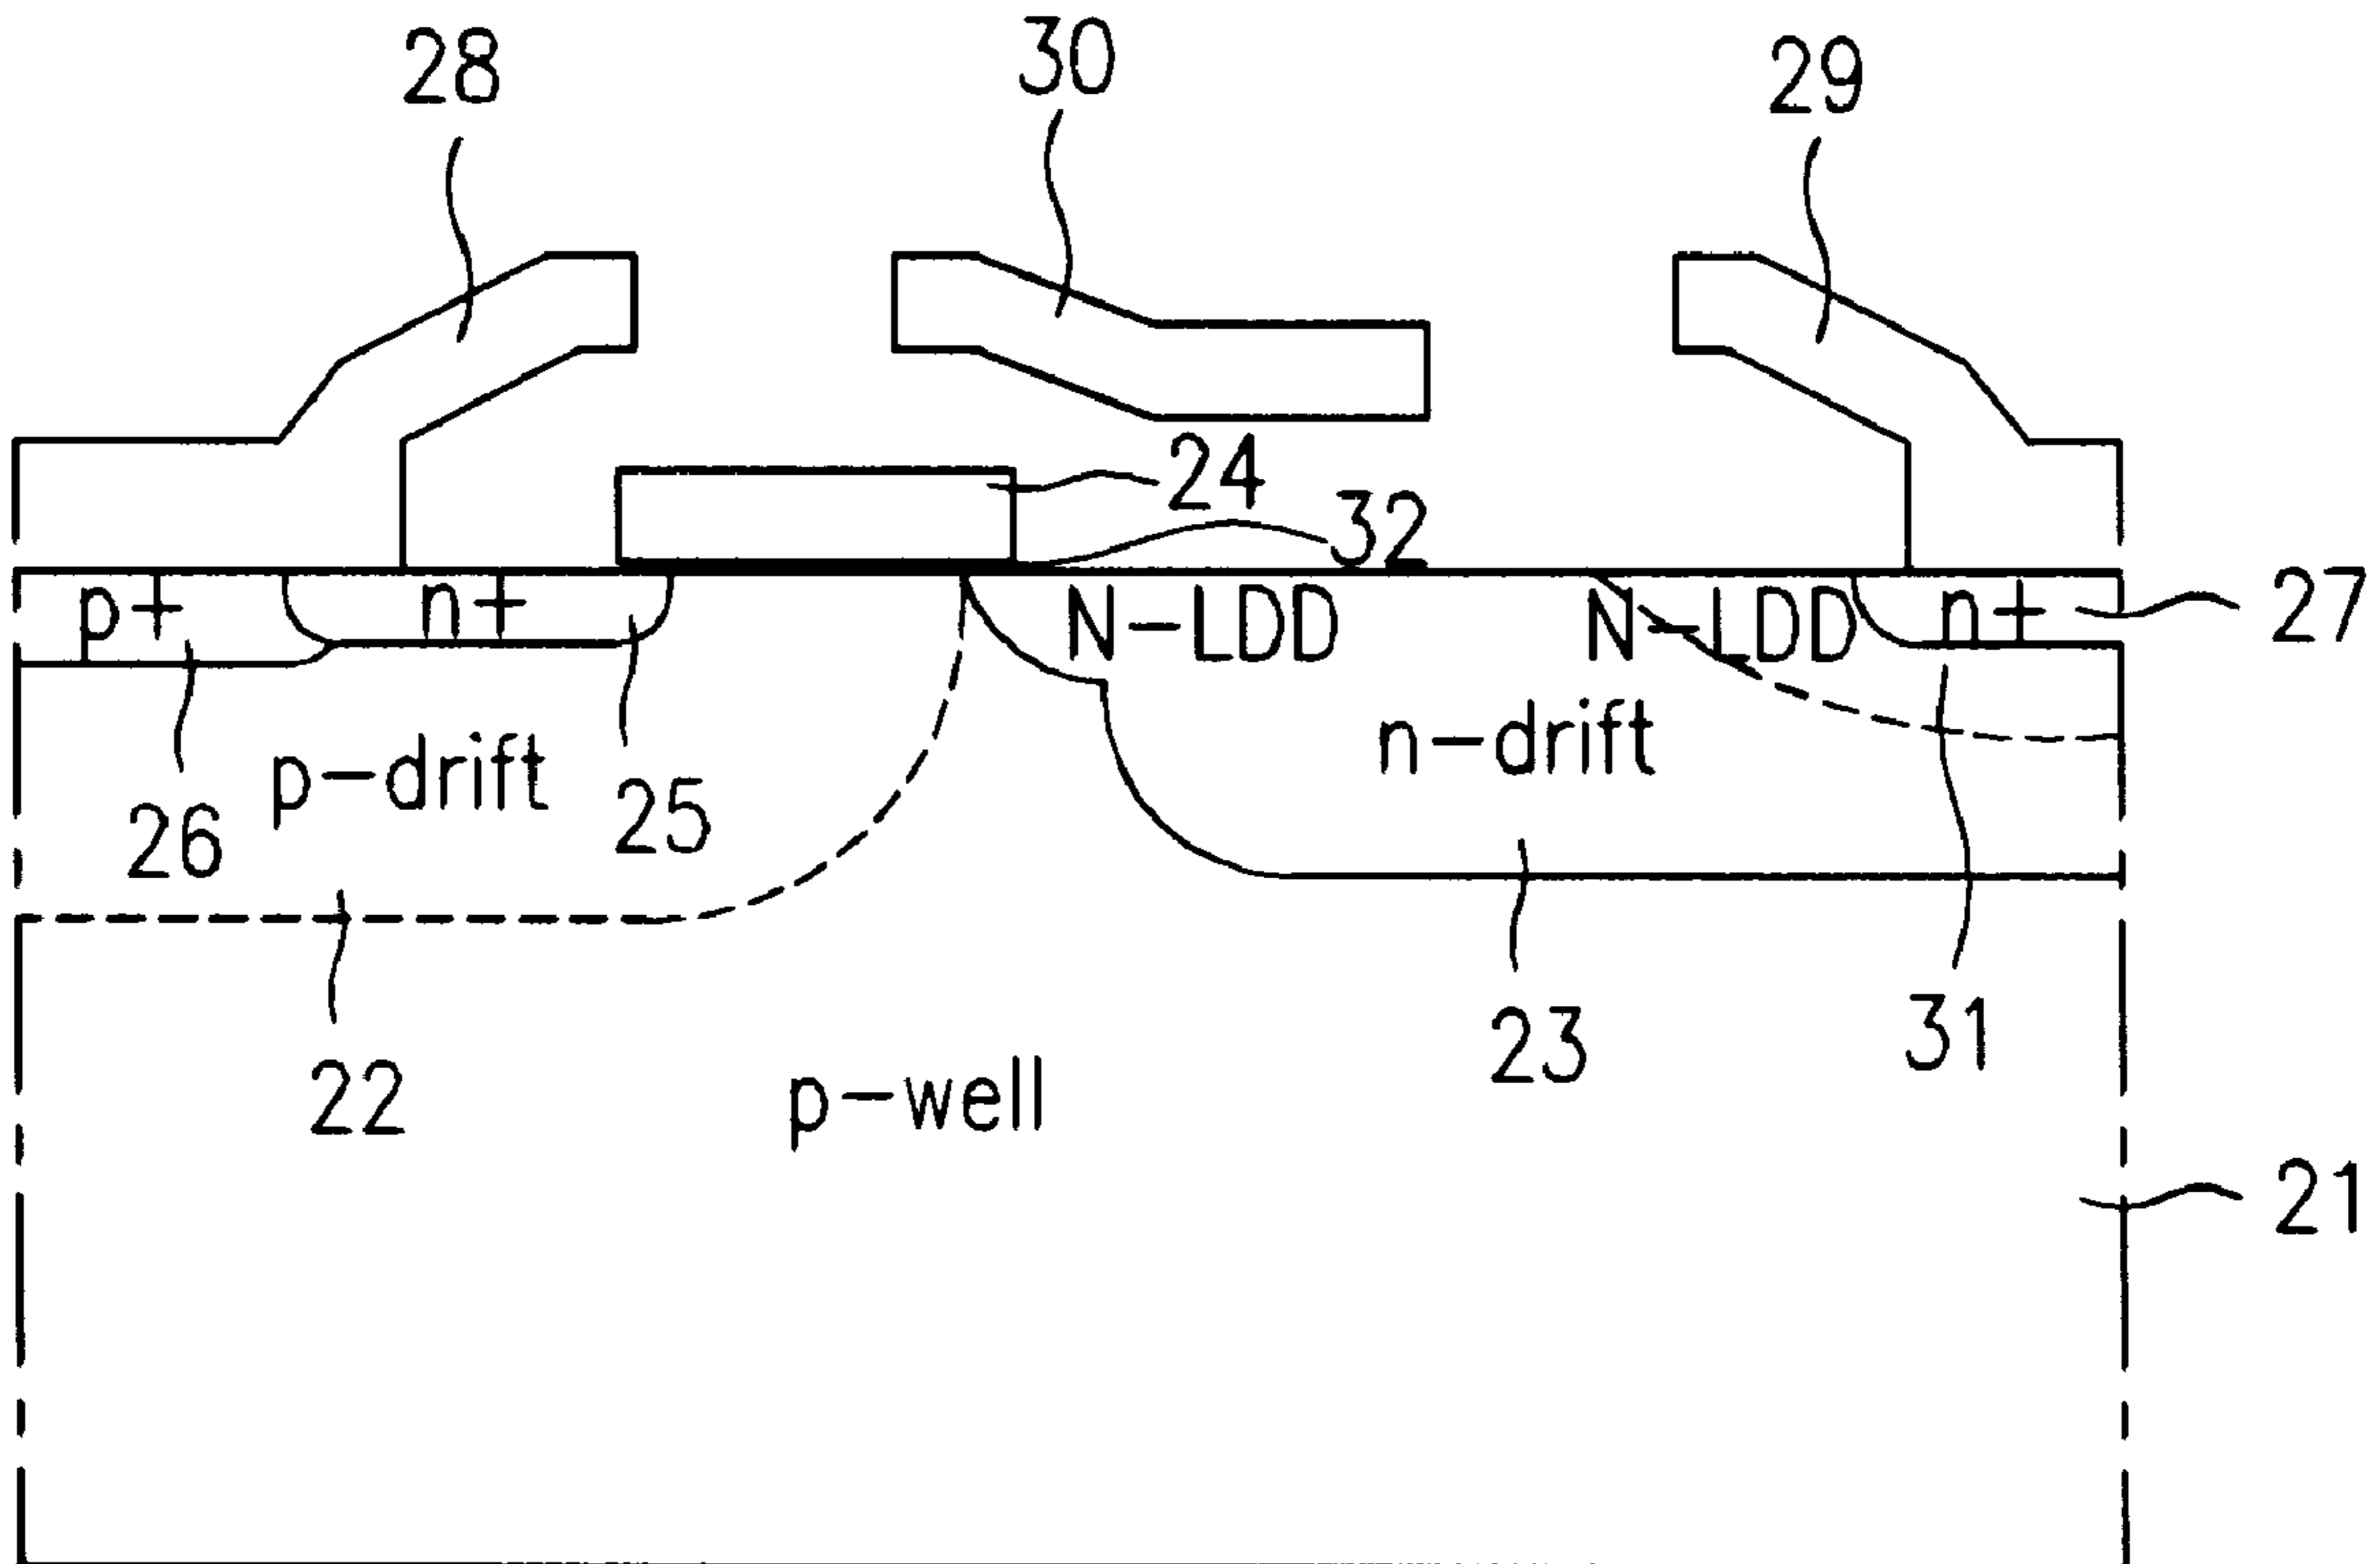 28
30
29
24
32
p+
n+
N-LDD
N-LDD
n+
27
p-drift
n-drift
26
25
22
p-well
23
31
21